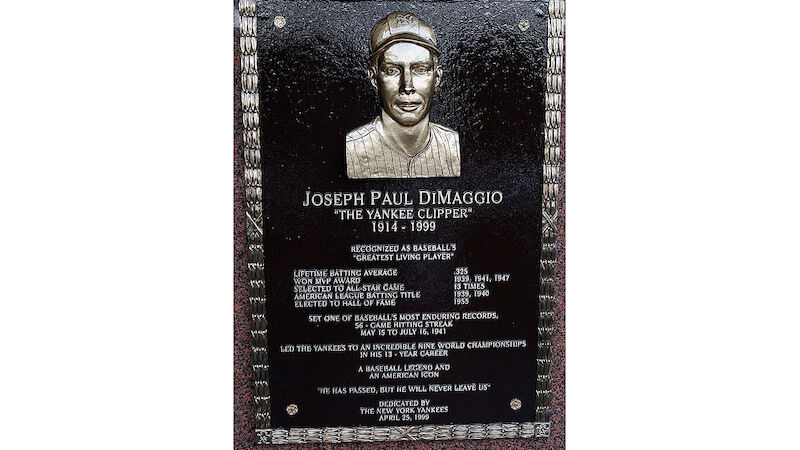 JOSEPH PAUL DIMAGGIO
"THE YANKEE CLIPPER"
1914 - 1999
RECOGNIZED AS BASEBALL'S
"GREATEST LIVING PLAYER"
LIFETIME BATTING AVERAGE .325
WON MVP AWARD 1939, 1941, 1947
SELECTED TO ALL-STAR GAME 13 TIMES
AMERICAN LEAGUE BATTING TITLE 1939, 1940
ELECTED TO HALL OF FAME 1955
SET ONE OF BASEBALL'S MOST ENDURING RECORDS,
56 - GAME HITTING STREAK
MAY 15 TO JULY 16, 1941
LED THE YANKEES TO AN INCREDIBLE NINE WORLD CHAMPIONSHIPS
IN HIS 13 - YEAR CAREER
A BASEBALL LEGEND AND
AN AMERICAN ICON
"HE HAS PASSED, BUT HE WILL NEVER LEAVE US"
DEDICATED BY
THE NEW YORK YANKEES
APRIL 25, 1999